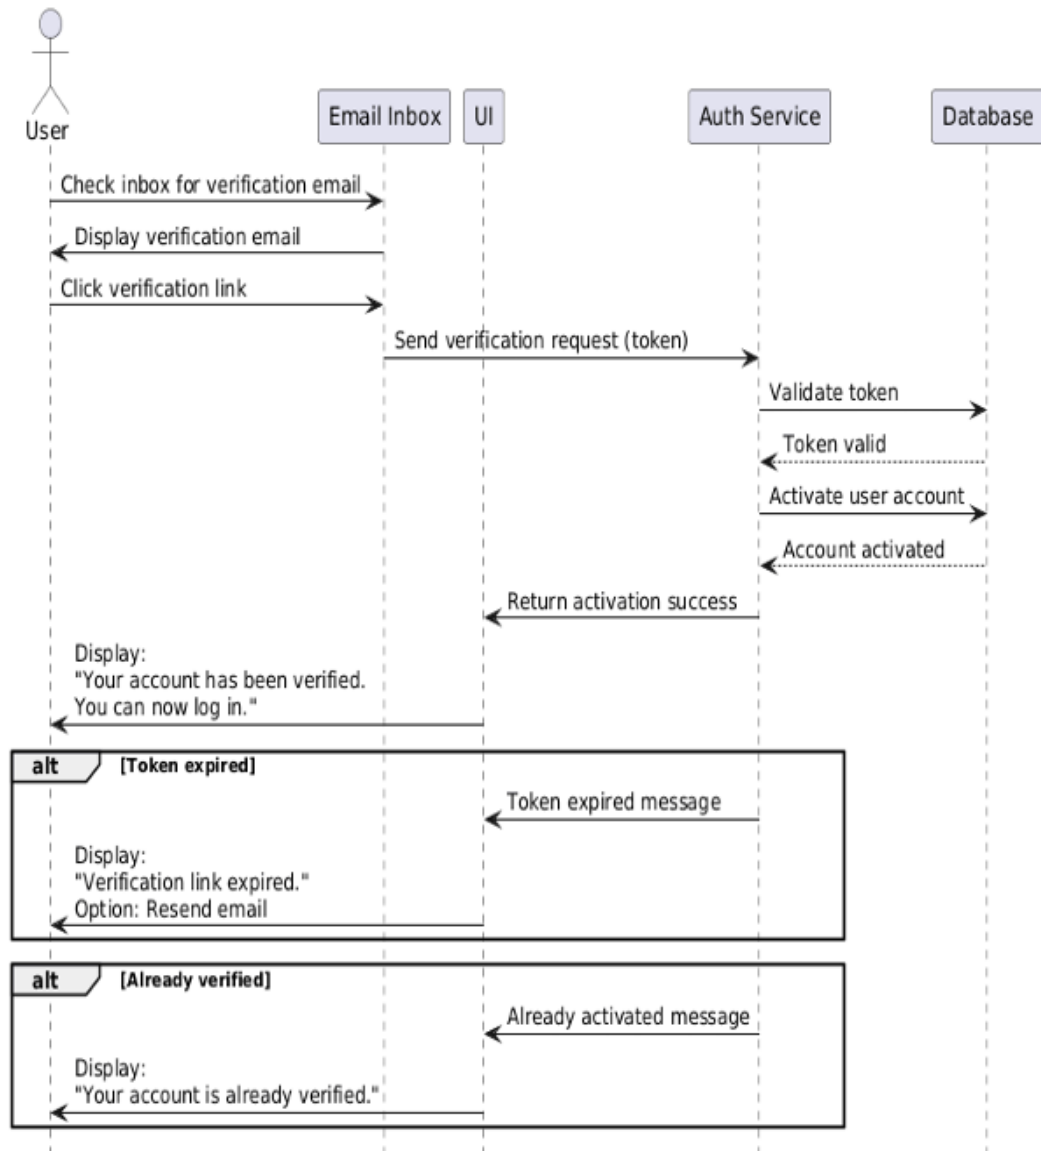 User
Email Inbox
UI
Auth Service
Database
Check inbox for verification email
Display verification email
Click verification link
Send verification request (token)
Validate token
Token valid
Activate user account
Account activated
Return activation success
Display:
"Your account has been verified.
You can now log in."
alt
[Token expired]
Token expired message
Display:
"Verification link expired."
Option: Resend email
alt
[Already verified]
Already activated message
Display:
"Your account is already verified."